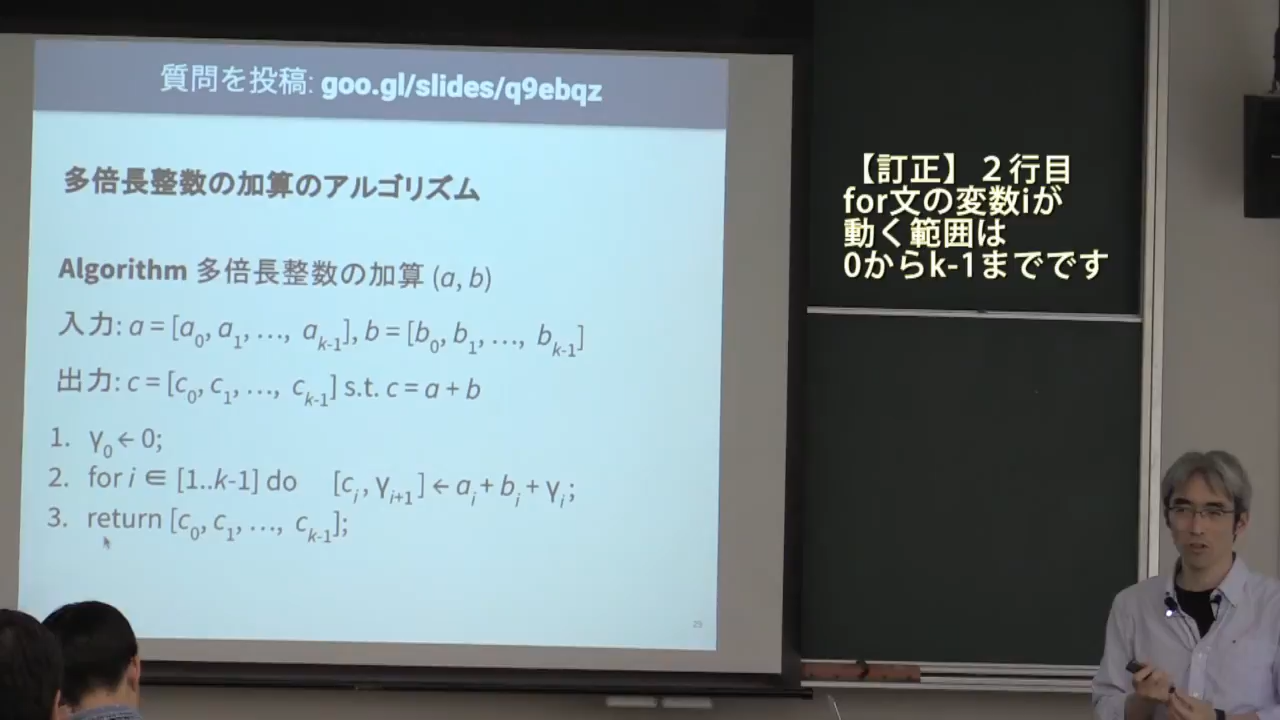 質問を投稿: goo.gl/slides/q9ebqz
多倍長整数の加算のアルゴリズム
Algorithm 多倍長整数の加算 (a, b)
入力: a = [a0, a1, …, ak-1], b = [b0, b1, …, bk-1]
出力: c = [c0, c1, …, ck-1] s.t. c = a + b
1. γ0 ← 0;
2. for i ∈ [1..k-1] do [ci, γi+1] ← ai + bi + γi;
3. return [c0, c1, …, ck-1];
29
【訂正】２行目
for文の変数iが
動く範囲は
0からk-1までです